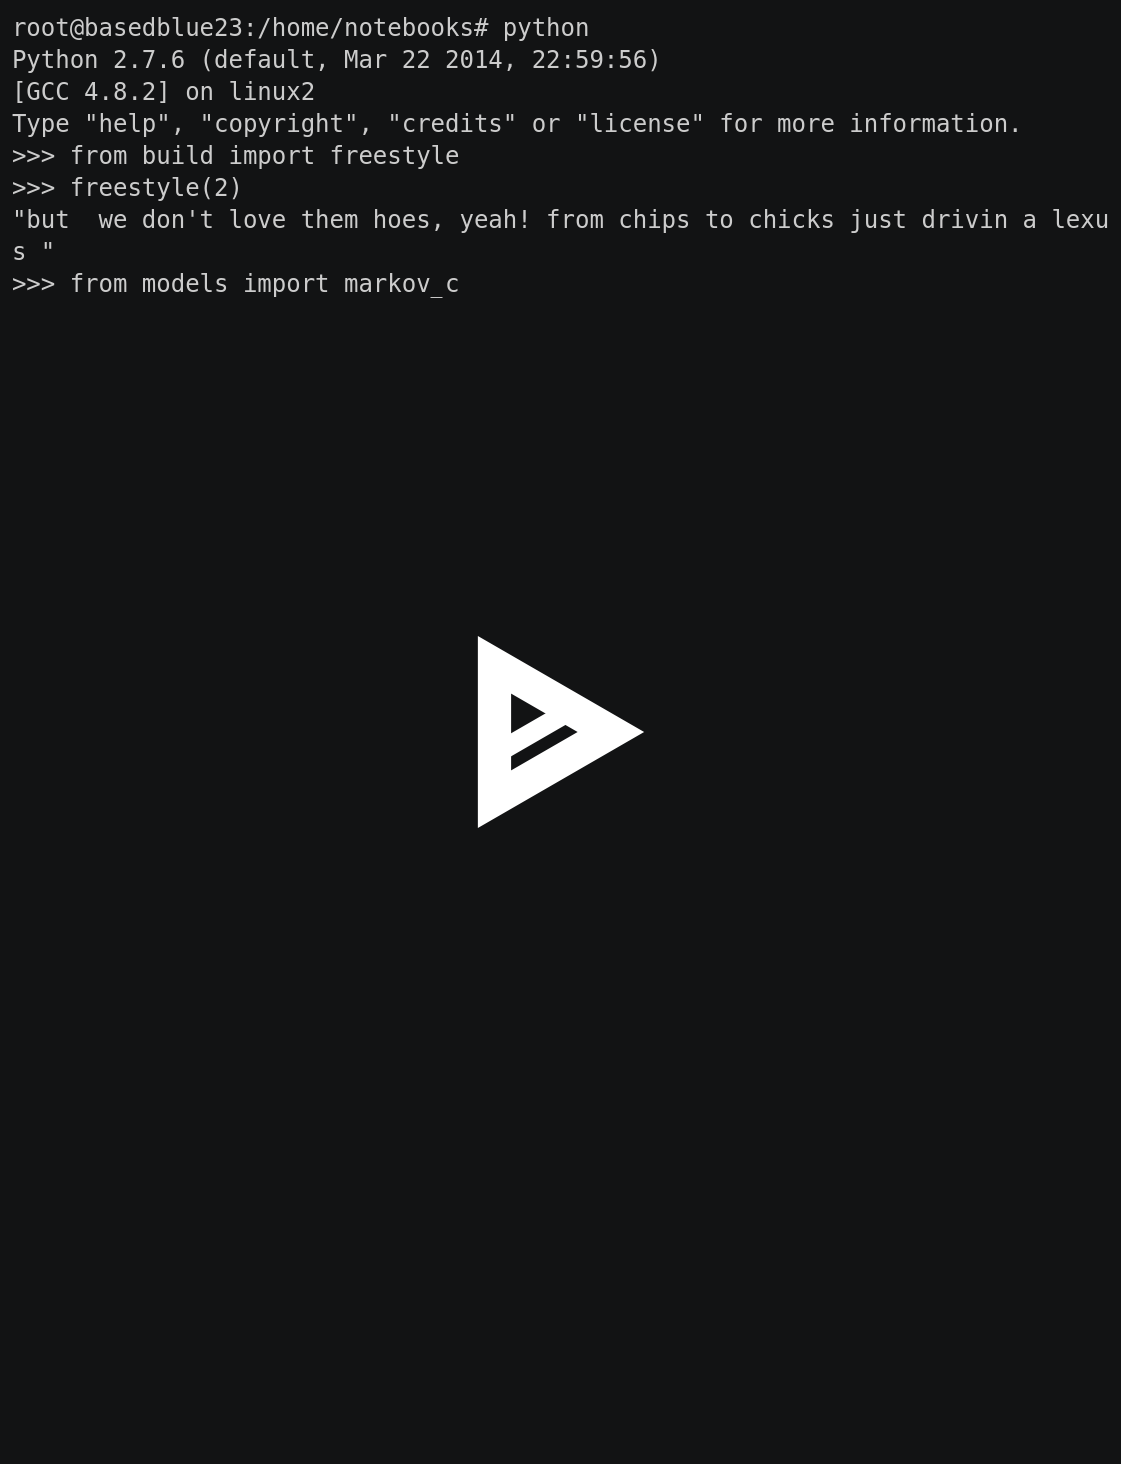 root@basedblue23:/home/notebooks# python
Python 2.7.6 (default, Mar 22 2014, 22:59:56)
[GCC 4.8.2] on linux2
Type "help", "copyright", "credits" or "license" for more information.
>>> from build import freestyle
>>> freestyle(2)
"but  we don't love them hoes, yeah! from chips to chicks just drivin a lexu
s "
>>> from models import markov_c